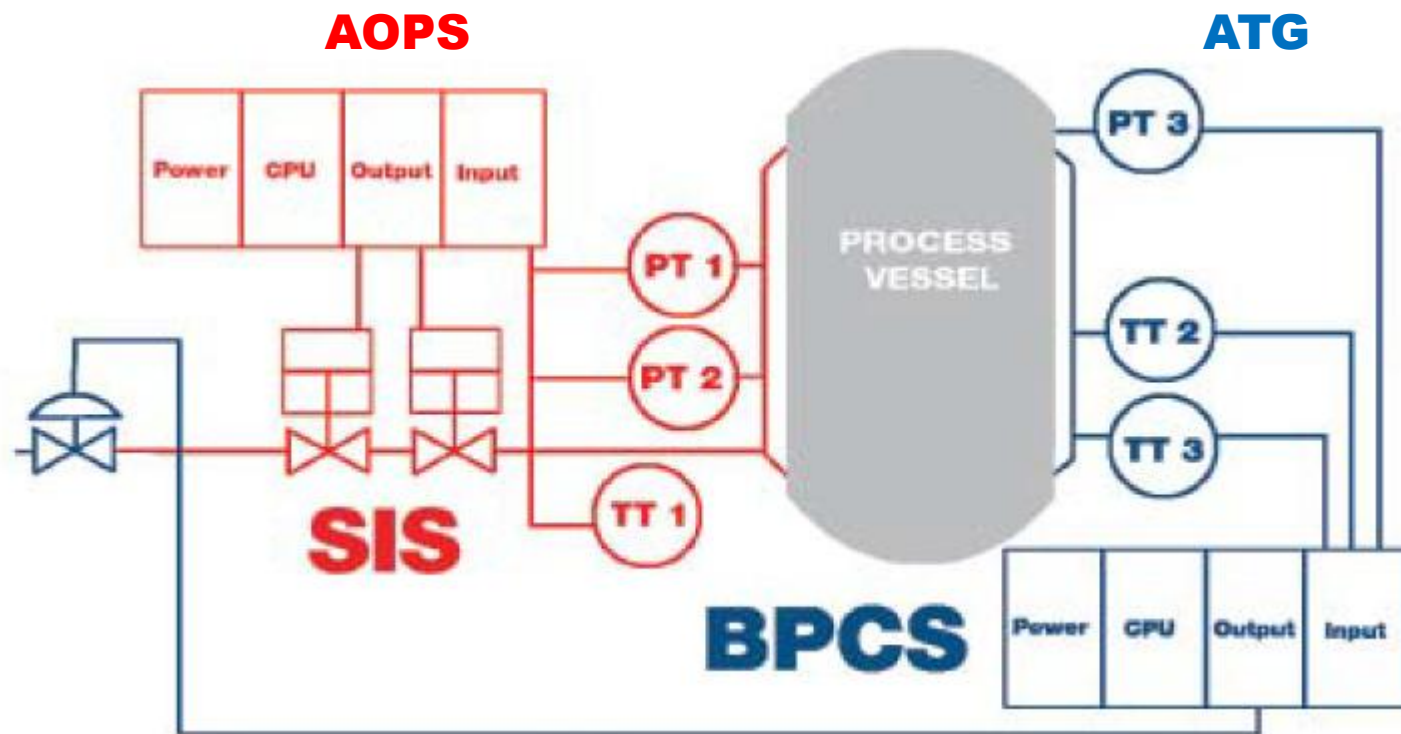 AOPS
ATG
Power CPU Output Input
PT 1
PT 2
TT 1
SIS
PROCESS
VESSEL
PT 3
TT 2
TT 3
BPCS
Power CPU Output Input